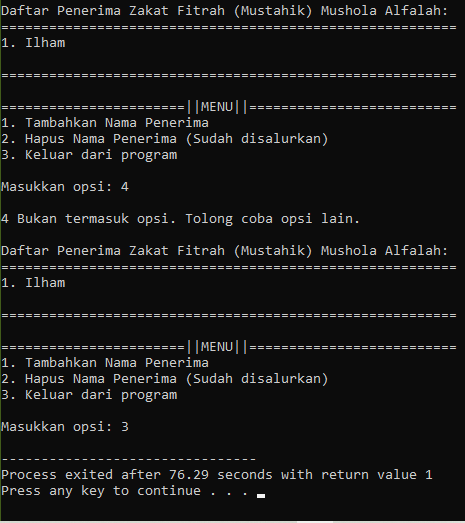 Daftar Penerima Zakat Fitrah (Mustahik) Mushola Alfalah:
=========================================================
1. Ilham
=========================================================
=======================||MENU||==========================
1. Tambahkan Nama Penerima
2. Hapus Nama Penerima (Sudah disalurkan)
3. Keluar dari program
Masukkan opsi: 4
4 Bukan termasuk opsi. Tolong coba opsi lain.
Daftar Penerima Zakat Fitrah (Mustahik) Mushola Alfalah:
=========================================================
1. Ilham
=========================================================
=======================||MENU||==========================
1. Tambahkan Nama Penerima
2. Hapus Nama Penerima (Sudah disalurkan)
3. Keluar dari program
Masukkan opsi: 3
--------------------------------
Process exited after 76.29 seconds with return value 1
Press any key to continue . . .